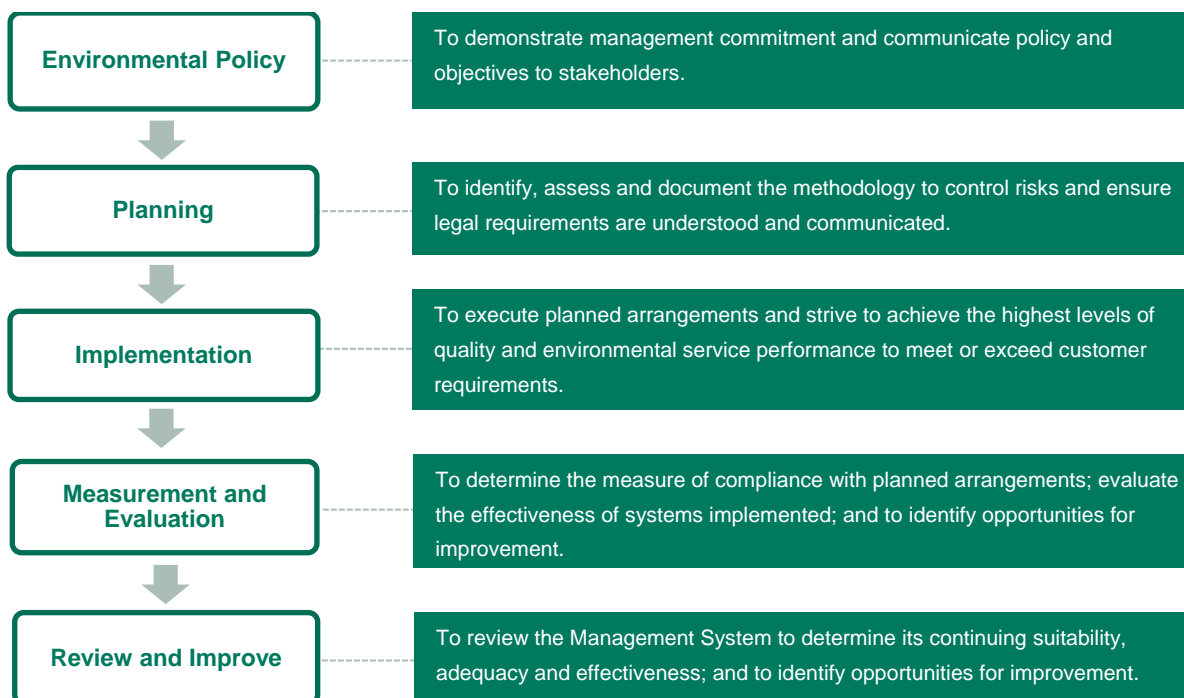 Environmental Policy
To demonstrate management commitment and communicate policy and
objectives to stakeholders.
Planning
To identify, assess and document the methodology to control risks and ensure
legal requirements are understood and communicated.
Implementation
To execute planned arrangements and strive to achieve the highest levels of
quality and environmental service performance to meet or exceed customer
requirements.
Measurement and
Evaluation
To determine the measure of compliance with planned arrangements; evaluate
the effectiveness of systems implemented; and to identify opportunities for
improvement.
Review and Improve
To review the Management System to determine its continuing suitability,
adequacy and effectiveness; and to identify opportunities for improvement.